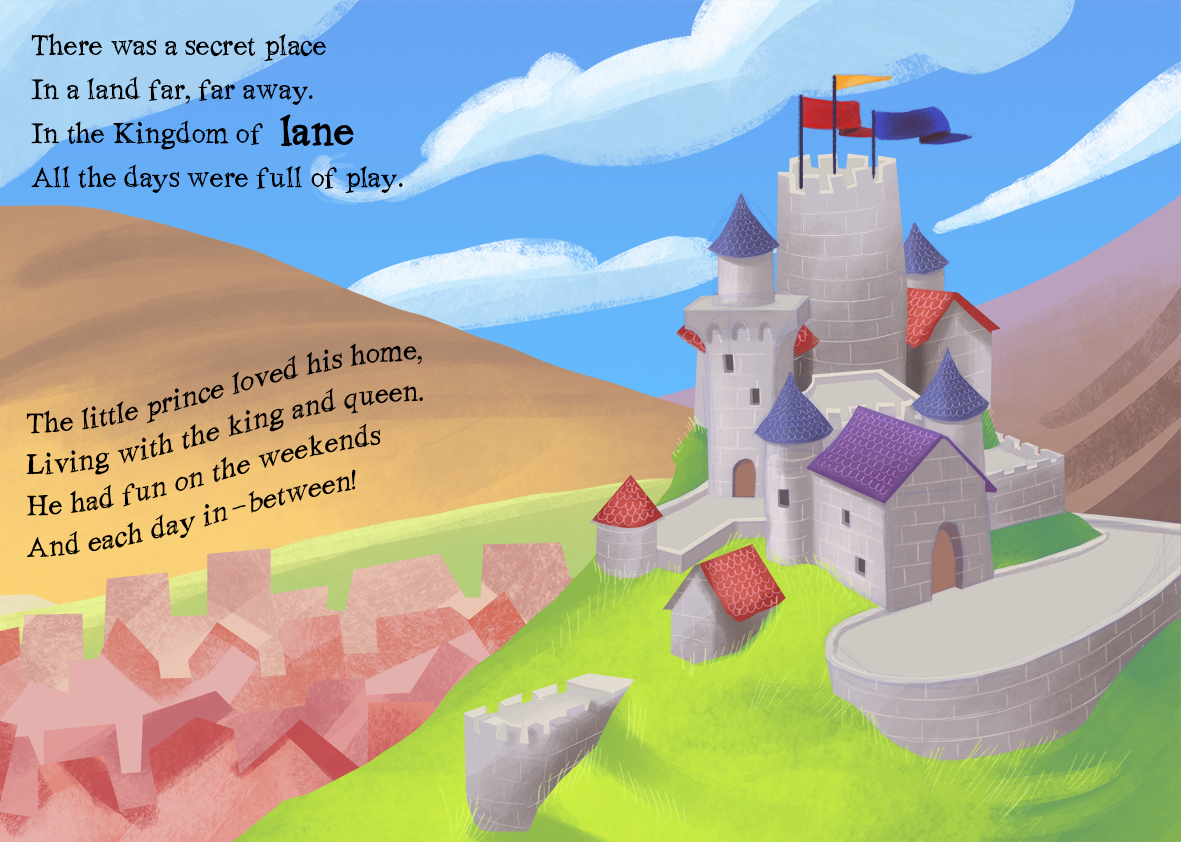 There was a secret place
In a land far, far away.
In the Kingdom of lane
All the days were full of play.
The little prince loved his home,
Living with the king and queen.
He had fun on the weekends
And each day in-between!